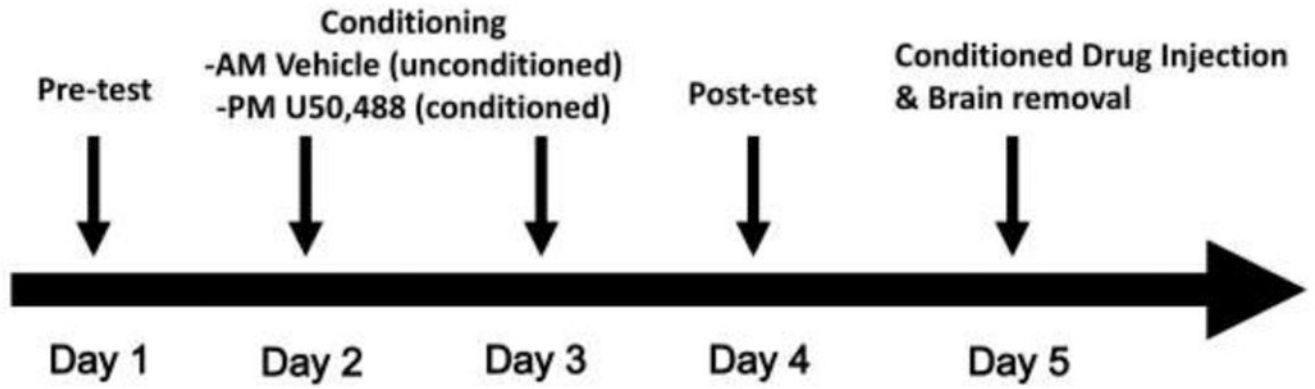 Pre-test
Conditioning
-AM Vehicle (unconditioned)
-PM U50,488 (conditioned)
Post-test
Conditioned Drug Injection
& Brain removal
Day 1
Day 2
Day 3
Day 4
Day 5